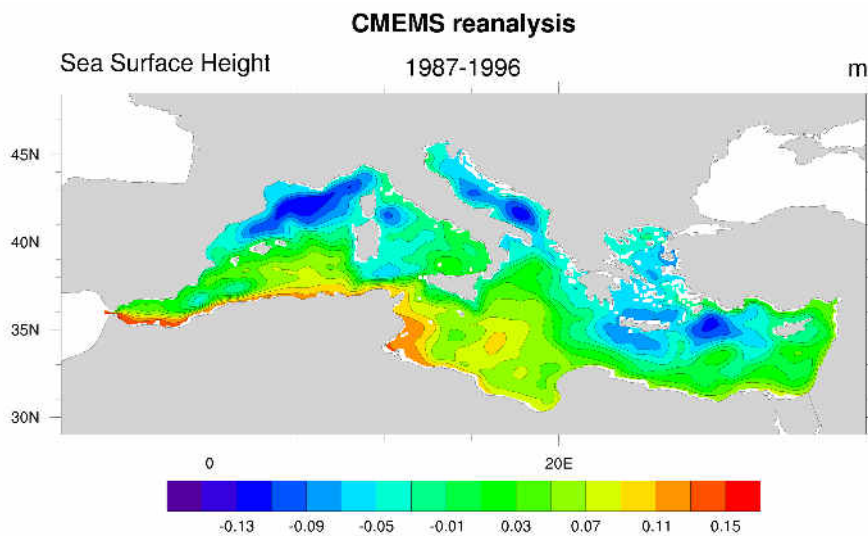 CMEMS reanalysis
Sea Surface Height 1987-1996 m
45N
40N
35N
30N
0 20E
-0.13 -0.09 -0.05 -0.01 0.03 0.07 0.11 0.15